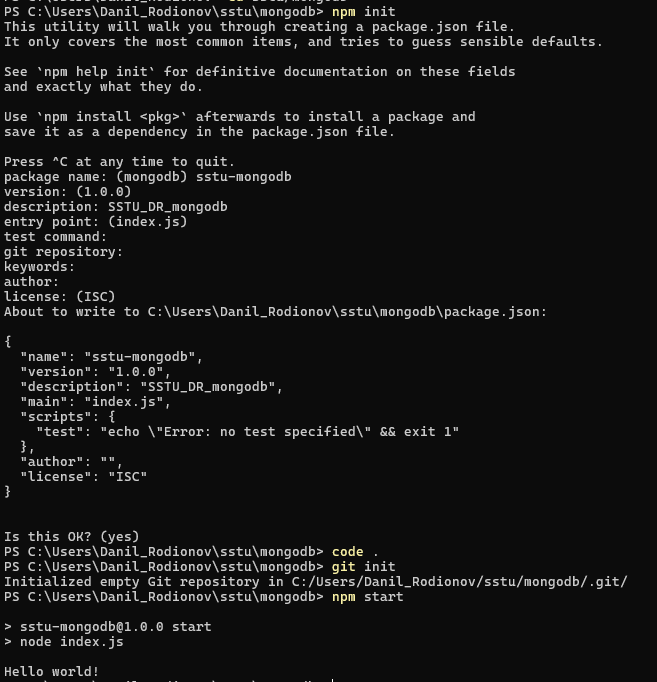 PS C:\Users\Danil_Rodionov\sstu\mongodb> npm init
This utility will walk you through creating a package.json file.
It only covers the most common items, and tries to guess sensible defaults.

See `npm help init` for definitive documentation on these fields
and exactly what they do.

Use `npm install <pkg>` afterwards to install a package and
save it as a dependency in the package.json file.

Press ^C at any time to quit.
package name: (mongodb) sstu-mongodb
version: (1.0.0)
description: SSTU_DR_mongodb
entry point: (index.js)
test command:
git repository:
keywords:
author:
license: (ISC)
About to write to C:\Users\Danil_Rodionov\sstu\mongodb\package.json:

{
  "name": "sstu-mongodb",
  "version": "1.0.0",
  "description": "SSTU_DR_mongodb",
  "main": "index.js",
  "scripts": {
    "test": "echo \"Error: no test specified\" && exit 1"
  },
  "author": "",
  "license": "ISC"
}


Is this OK? (yes)
PS C:\Users\Danil_Rodionov\sstu\mongodb> code .
PS C:\Users\Danil_Rodionov\sstu\mongodb> git init
Initialized empty Git repository in C:/Users/Danil_Rodionov/sstu/mongodb/.git/
PS C:\Users\Danil_Rodionov\sstu\mongodb> npm start

> sstu-mongodb@1.0.0 start
> node index.js

Hello world!